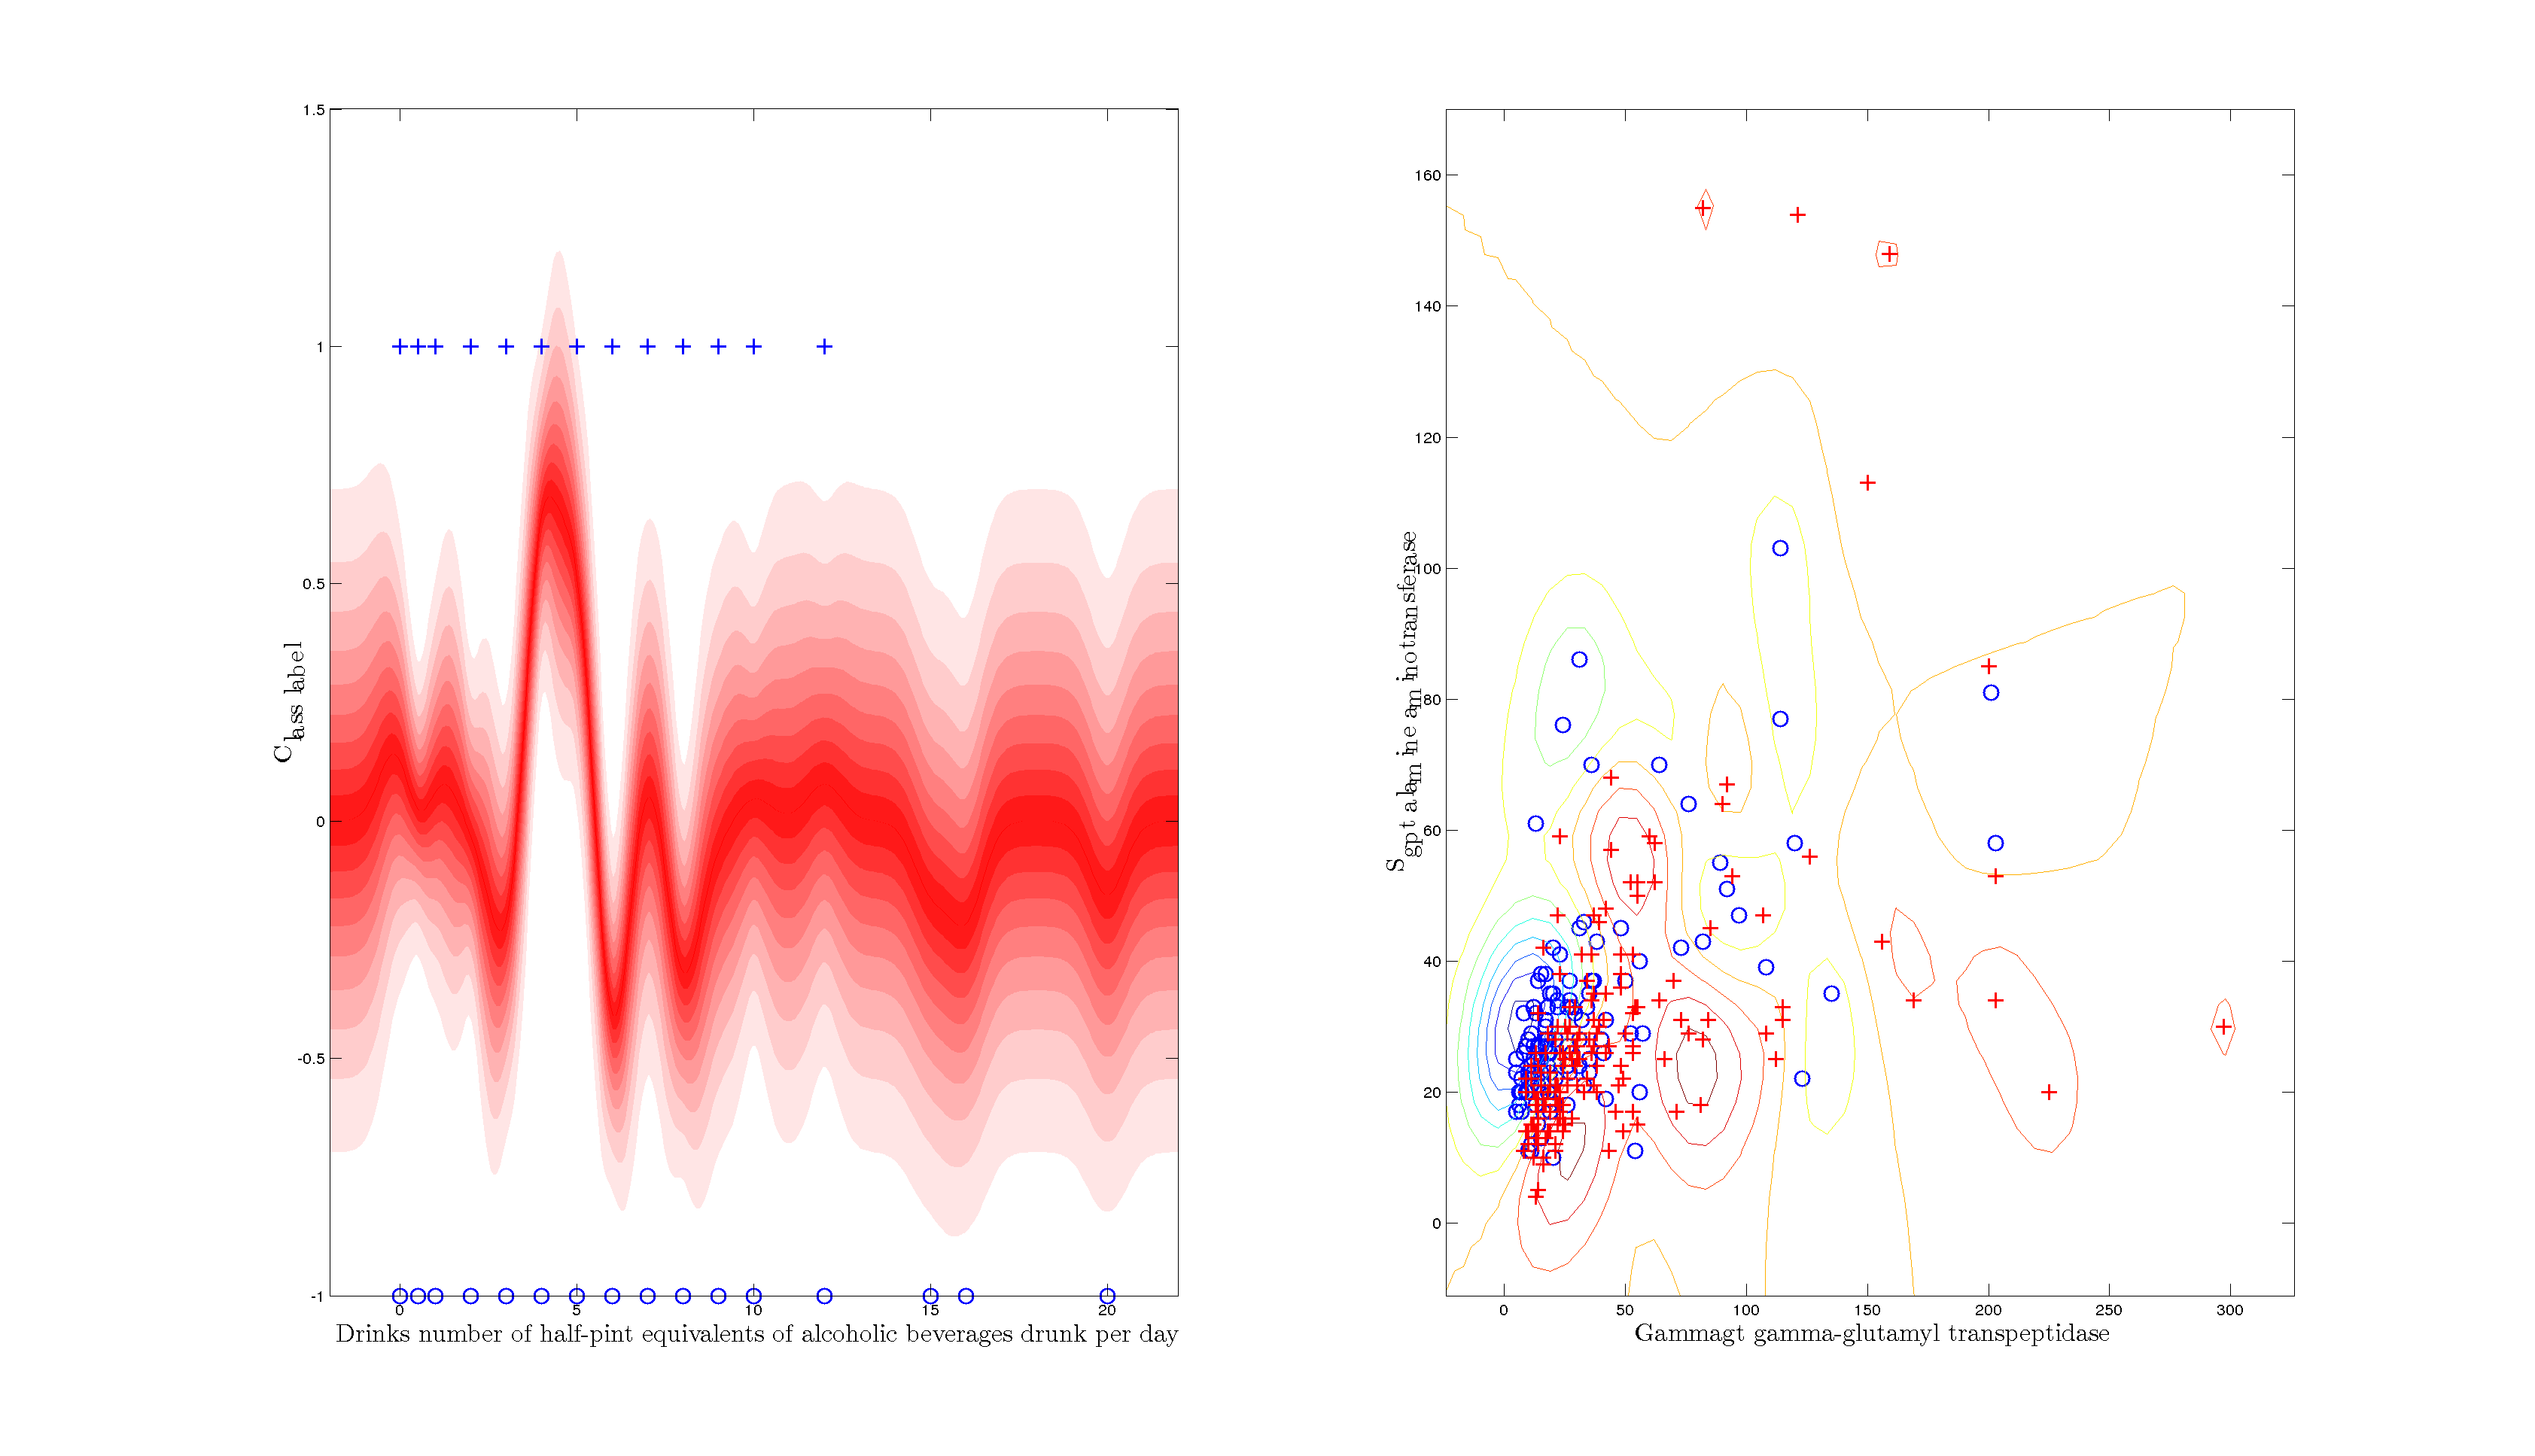 1.5
1
0.5
0
-0.5
-1
Class label
0 5 10 15 20
Drinks number of half-pint equivalents of alcoholic beverages drunk per day
160
140
120
100
80
60
40
20
0
Sgpt alamine aminotransferase
0 50 100 150 200 250 300
Gammagt gamma-glutamyl transpeptidase